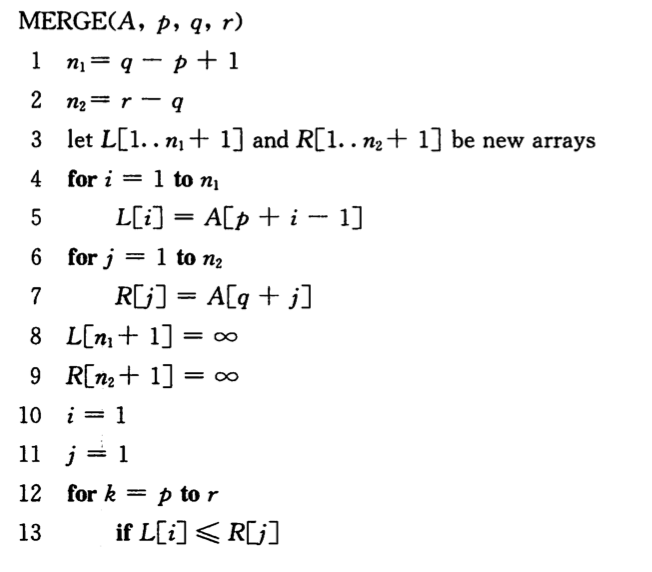 MERGE(A, p, q, r)
1 n₁ = q − p + 1
2 n₂ = r − q
3 let L[1..n₁ + 1] and R[1..n₂ + 1] be new arrays
4 for i = 1 to n₁
5 L[i] = A[p + i − 1]
6 for j = 1 to n₂
7 R[j] = A[q + j]
8 L[n₁ + 1] = ∞
9 R[n₂ + 1] = ∞
10 i = 1
11 j = 1
12 for k = p to r
13 if L[i] ⩽ R[j]